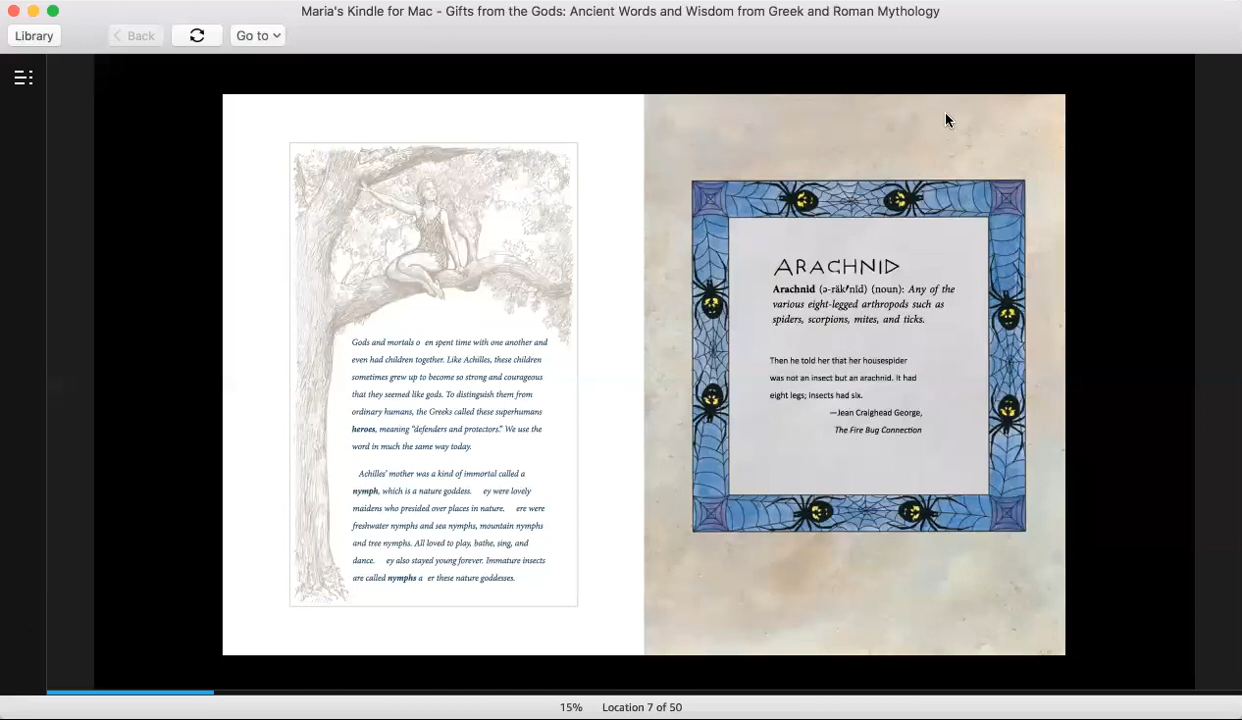 Maria's Kindle for Mac - Gifts from the Gods: Ancient Words and Wisdom from Greek and Roman Mythology
Library
Back
Go to
Gods and mortals o en spent time with one another and
even had children together. Like Achilles, these children
sometimes grew up to become so strong and courageous
that they seemed like gods. To distinguish them from
ordinary humans, the Greeks called these superhumans
heroes, meaning "defenders and protectors." We use the
word in much the same way today.
Achilles' mother was a kind of immortal called a
nymph, which is a nature goddess. ey were lovely
maidens who presided over places in nature. ere were
freshwater nymphs and sea nymphs, mountain nymphs
and tree nymphs. All loved to play, bathe, sing, and
dance. ey also stayed young forever. Immature insects
are called nymphs a er these nature goddesses.
ARACHNID
Arachnid (ə-răk′nĭd) (noun): Any of the
various eight-legged arthropods such as
spiders, scorpions, mites, and ticks.
Then he told her that her housespider
was not an insect but an arachnid. It had
eight legs; insects had six.
—Jean Craighead George,
The Fire Bug Connection
15% Location 7 of 50